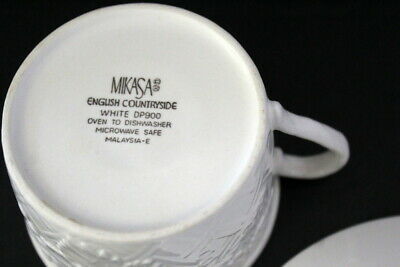 MIKASA
ENGLISH COUNTRYSIDE
WHITE DP900
OVEN TO DISHWASHER
MICROWAVE SAFE
MALAYSIA-E